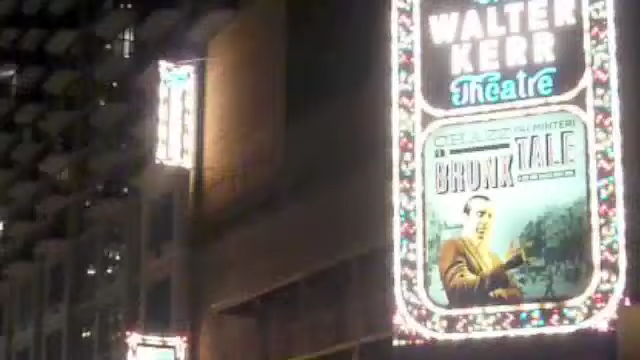 WALTER
KERR
Theatre
CHAZZ PALMINTERI
A
BRONX TALE